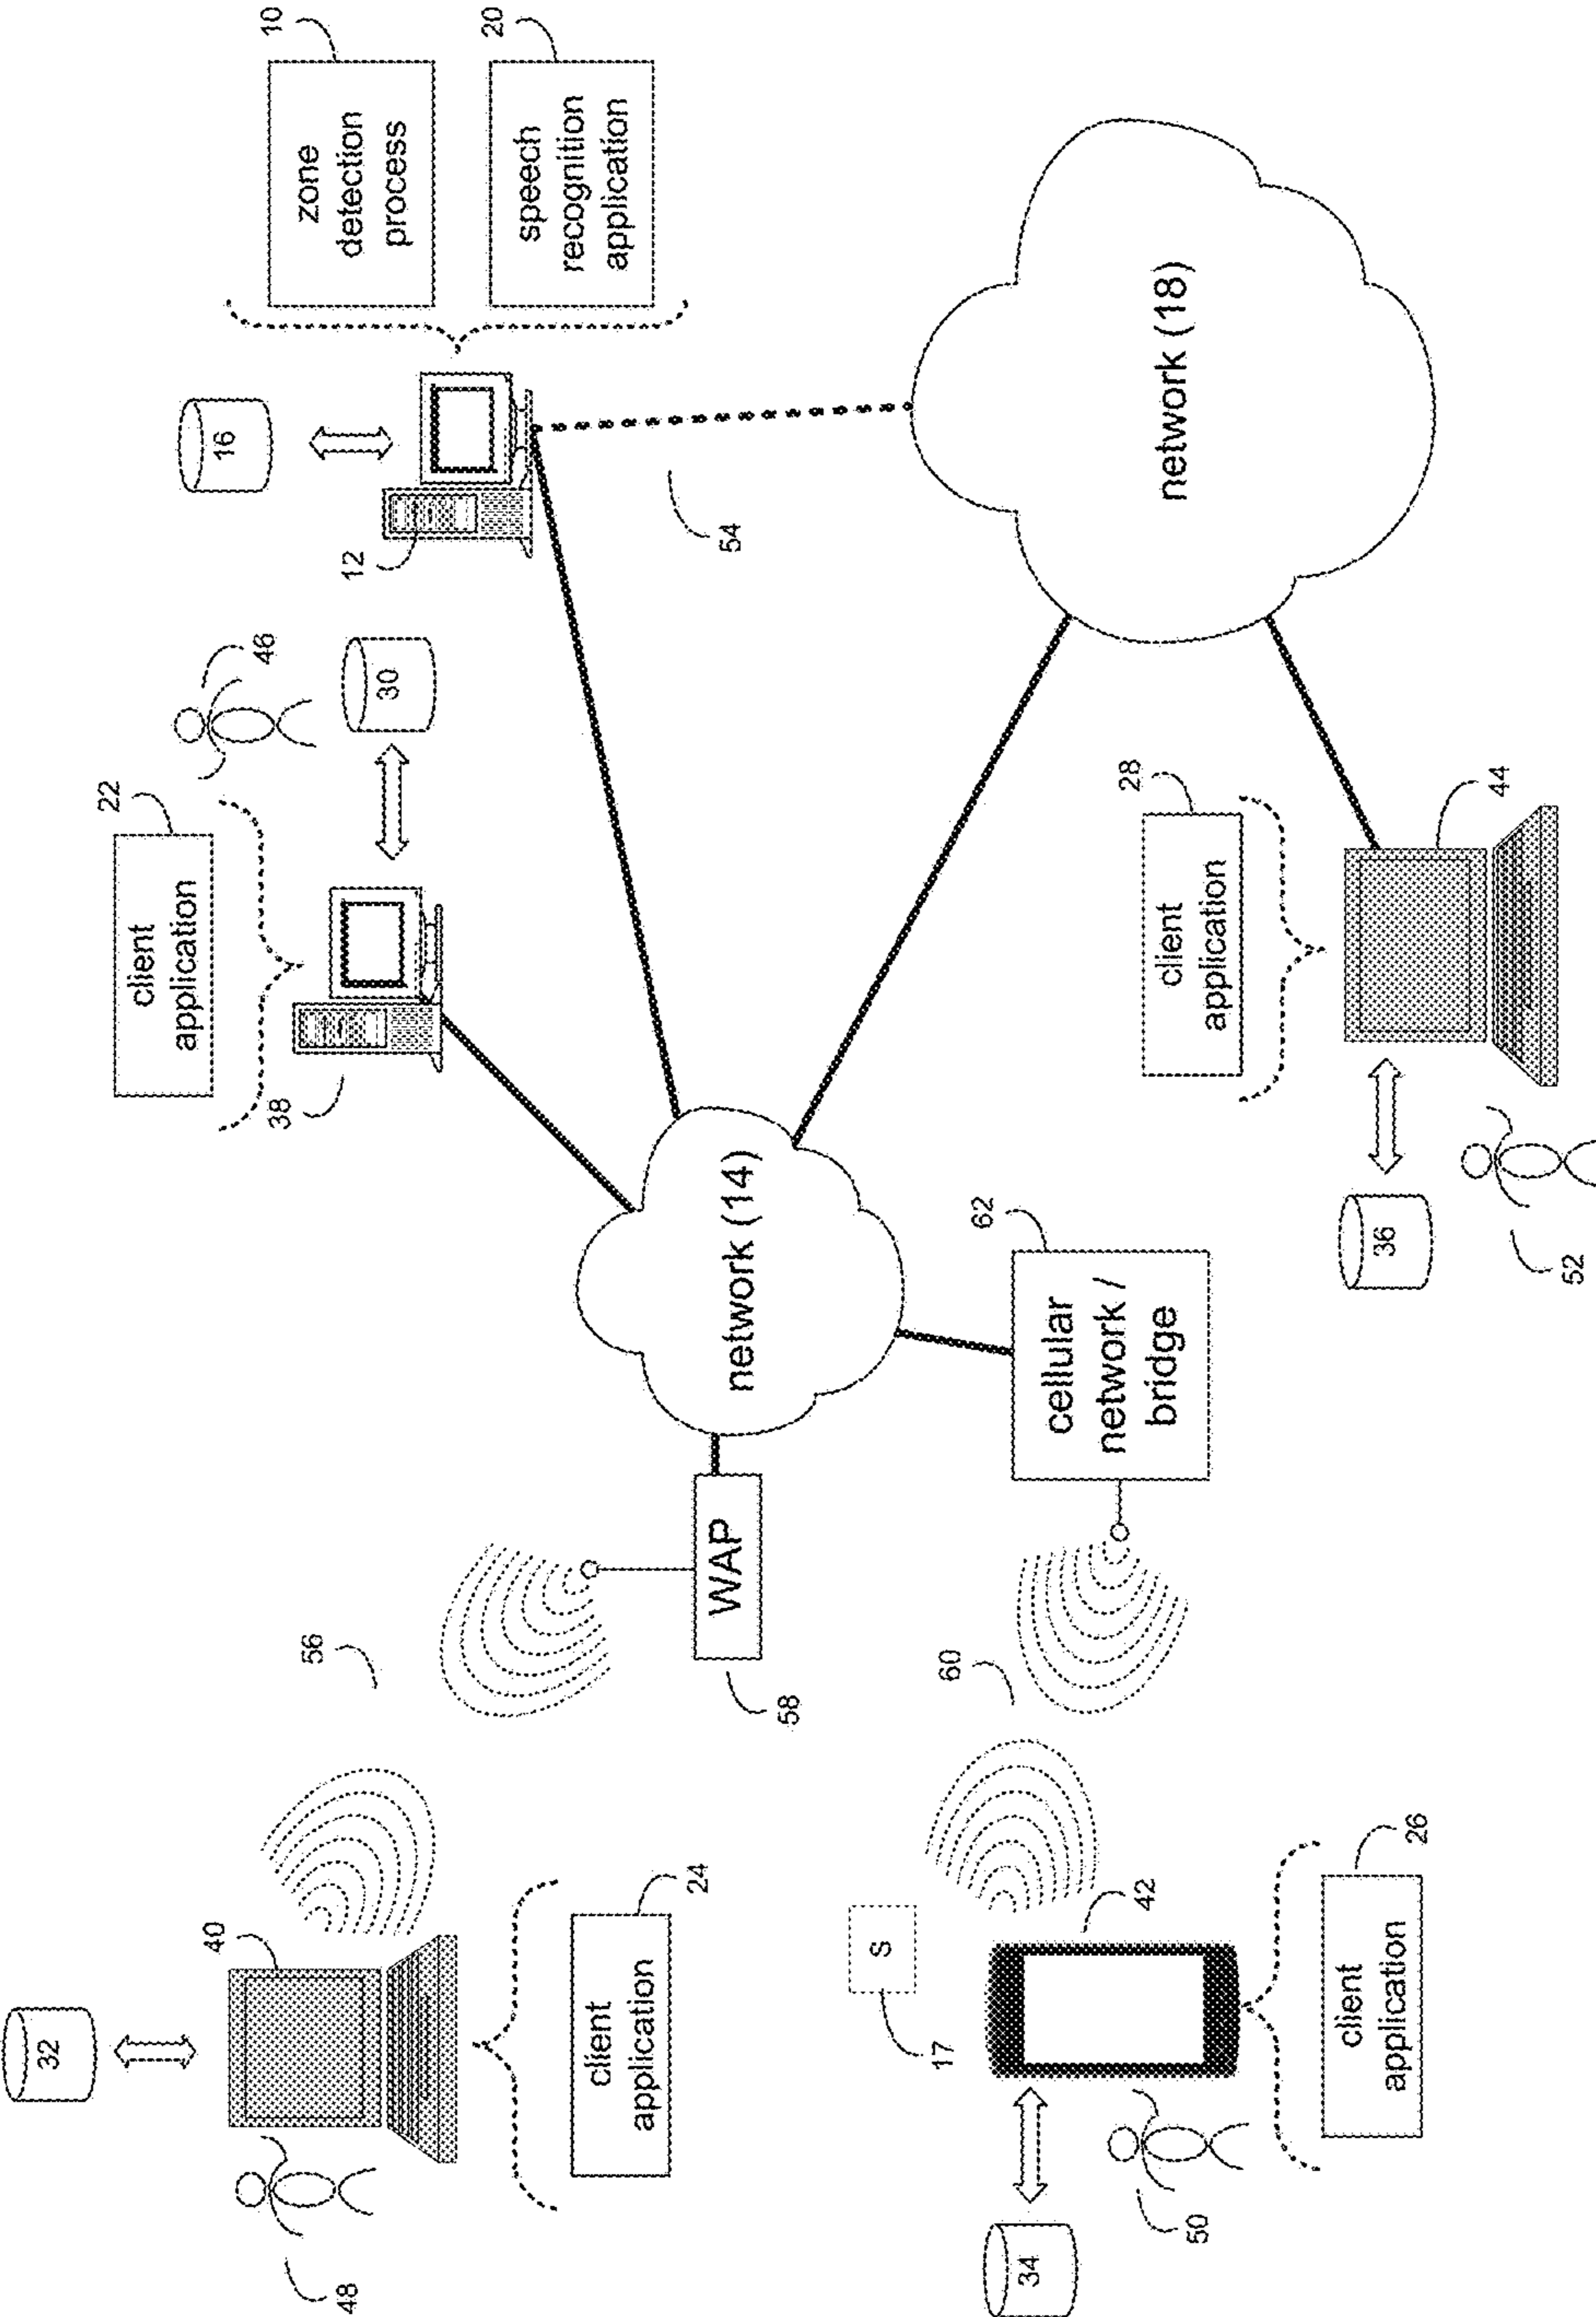 32
40
48
client
application
24
56
WAP
58
34
S
17
50
42
client
application
26
60
cellular
network /
bridge
62
network (14)
client
application
22
38
46
30
16
12
zone
detection
process
10
speech
recognition
application
20
54
network (18)
client
application
28
44
36
52